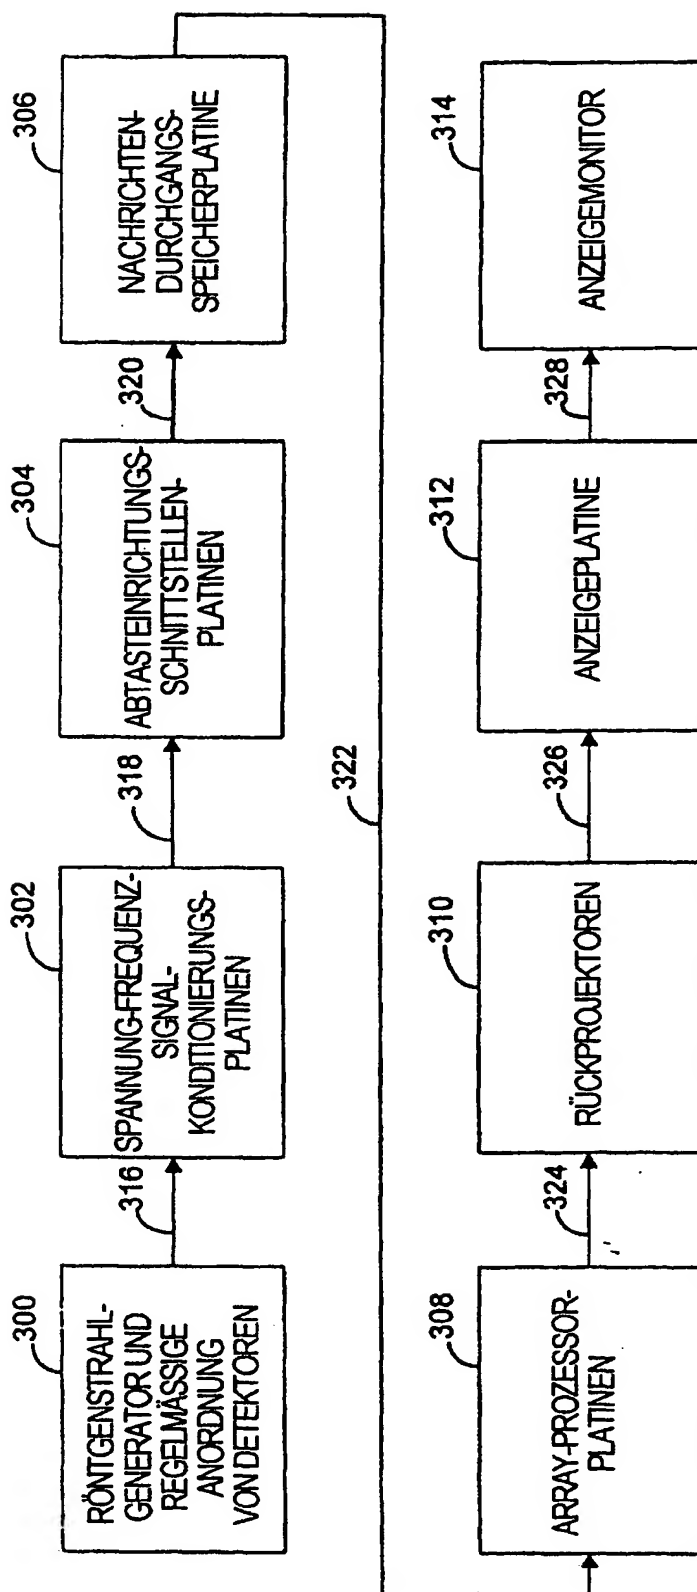 300
RÖNTGENSTRAHL-
GENERATOR UND
REGELMÄSSIGE
ANORDNUNG
VON DETEKTOREN
316
302
SPANNUNG-FREQUENZ-
SIGNAL-
KONDITIONIERUNGS-
PLATINEN
318
304
ABTASTEINRICHTUNGS-
SCHNITTSTELLEN-
PLATINEN
320
306
NACHRICHTEN-
DURCHGANGS-
SPEICHERPLATINE
322
308
ARRAY-PROZESSOR-
PLATINEN
324
310
RÜCKPROJEKTOREN
326
312
ANZEIGEPLATINE
328
314
ANZEIGEMONITOR